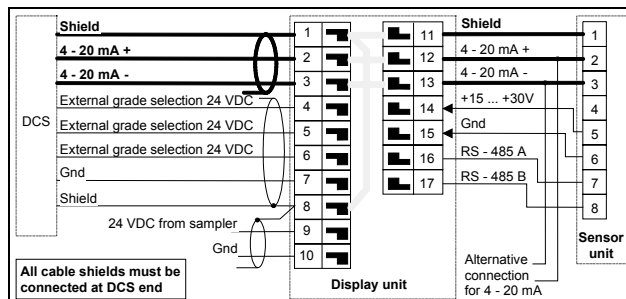 Shield
4 - 20 mA +
4 - 20 mA -
External grade selection 24 VDC
External grade selection 24 VDC
External grade selection 24 VDC
Gnd
Shield
24 VDC from sampler
Gnd
DCS
All cable shields must be
connected at DCS end
1
2
3
4
5
6
7
8
9
10
Display unit
11
12
13
14
15
16
17
Shield
4 - 20 mA +
4 - 20 mA -
+15 ... +30V
Gnd
RS - 485 A
RS - 485 B
Alternative
connection
for 4 - 20 mA
1
2
3
4
5
6
7
8
Sensor
unit